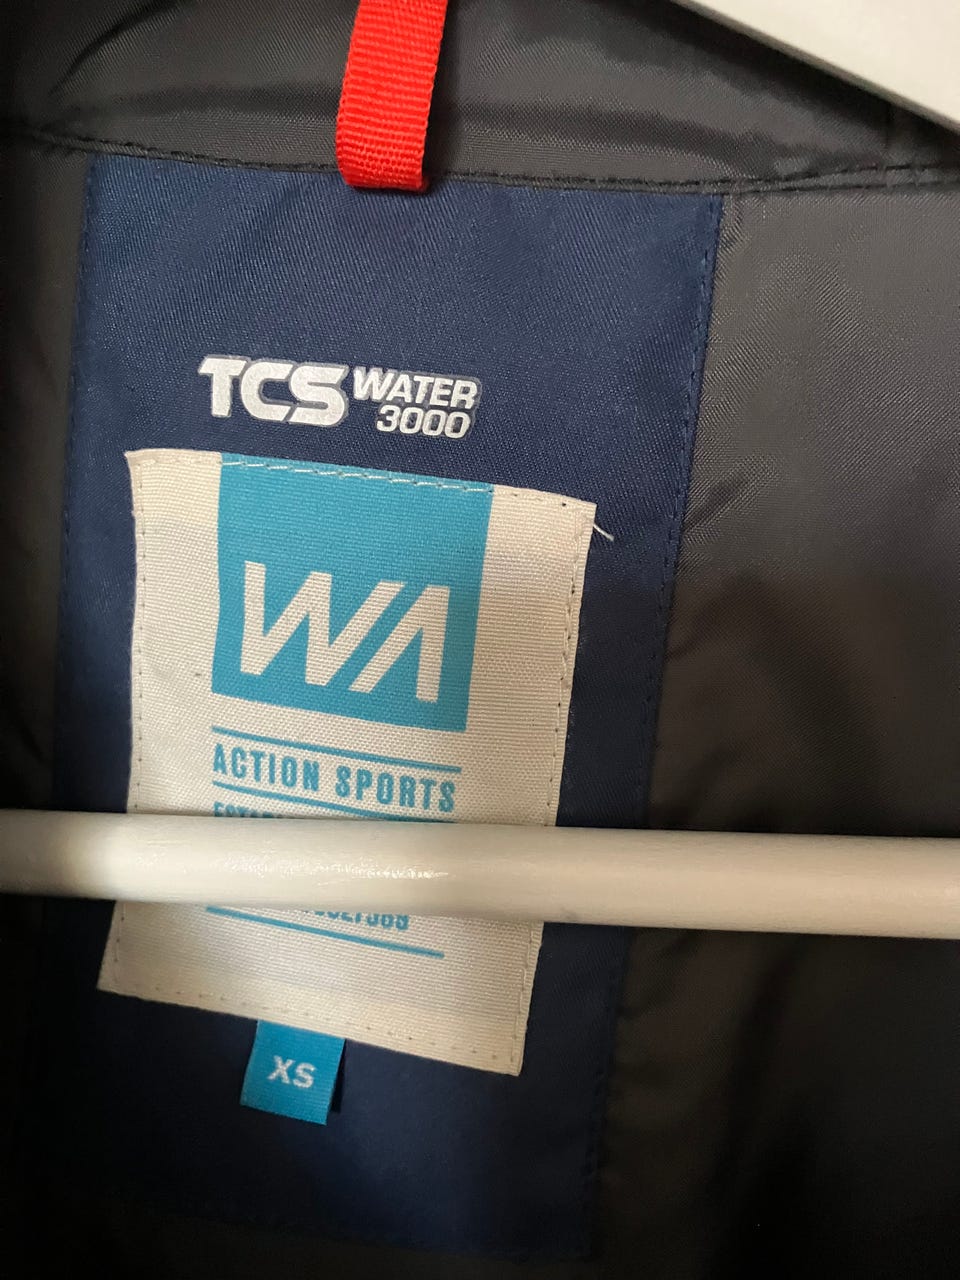 TCS WATER
3000
WA
ACTION SPORTS
XS